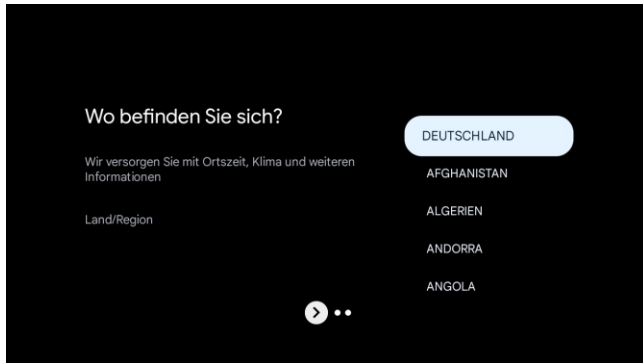 Wo befinden Sie sich?
Wir versorgen Sie mit Ortszeit, Klima und weiteren
Informationen
Land/Region
DEUTSCHLAND
AFGHANISTAN
ALGERIEN
ANDORRA
ANGOLA